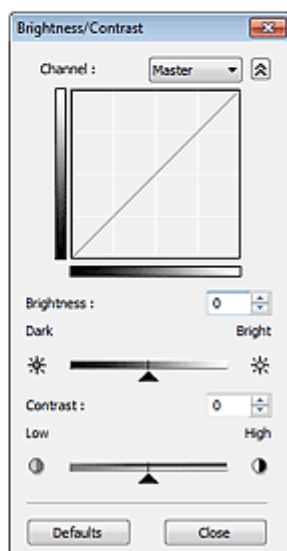 Brightness/Contrast
Channel : Master
Brightness : 0
Dark Bright
Contrast : 0
Low High
Defaults Close